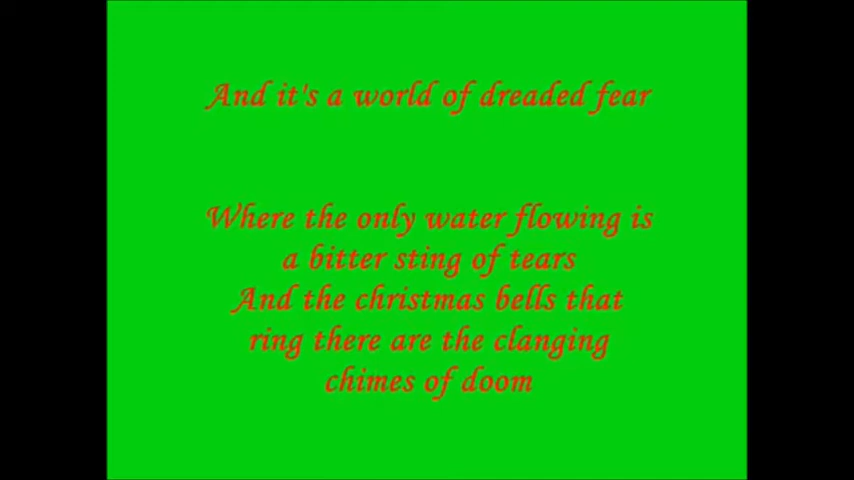 And it's a world of dreaded fear
Where the only water flowing is
a bitter sting of tears
And the christmas bells that
ring there are the clanging
chimes of doom